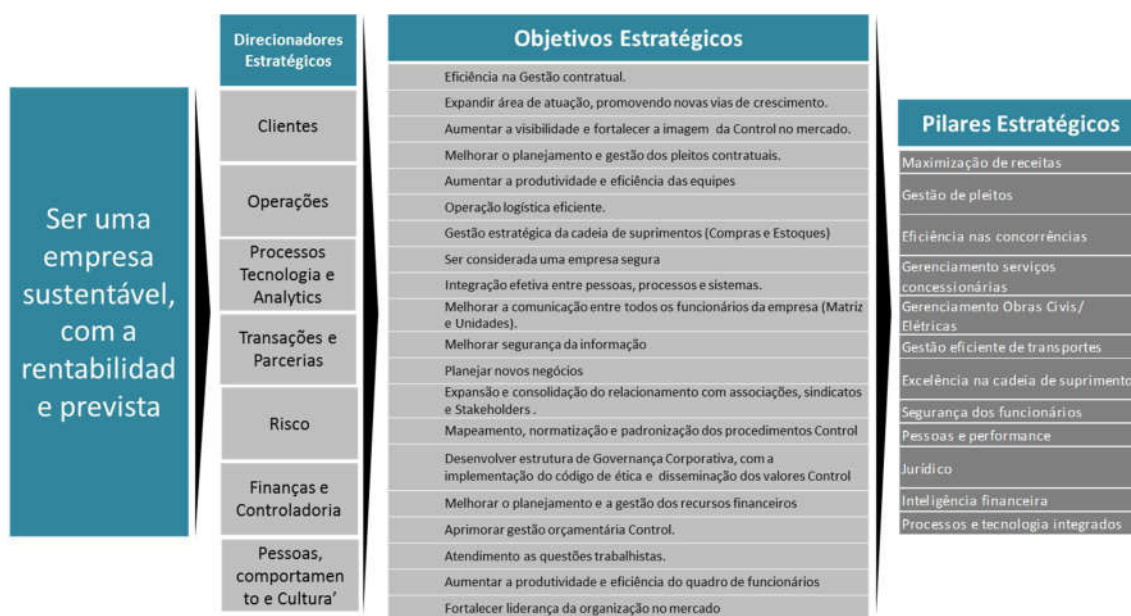 Ser uma
empresa
sustentável,
com a
rentabilidad
e prevista
Direcionadores
Estratégicos
Clientes
Operações
Processos
Tecnologia e
Analytics
Transações e
Parcerias
Risco
Finanças e
Controladoria
Pessoas,
comportamen
to e Cultura’
Objetivos Estratégicos
Eficiência na Gestão contratual.
Expandir área de atuação, promovendo novas vias de crescimento.
Aumentar a visibilidade e fortalecer a imagem da Control no mercado.
Melhorar o planejamento e gestão dos pleitos contratuais.
Aumentar a produtividade e eficiência das equipes
Operação logística eficiente.
Gestão estratégica da cadeia de suprimentos (Compras e Estoques)
Ser considerada uma empresa segura
Integração efetiva entre pessoas, processos e sistemas.
Melhorar a comunicação entre todos os funcionários da empresa (Matriz
e Unidades).
Melhorar segurança da informação
Planejar novos negócios
Expansão e consolidação do relacionamento com associações, sindicatos
e Stakeholders .
Mapeamento, normatização e padronização dos procedimentos Control
Desenvolver estrutura de Governança Corporativa, com a
implementação do código de ética e disseminação dos valores Control
Melhorar o planejamento e a gestão dos recursos financeiros
Aprimorar gestão orçamentária Control.
Atendimento as questões trabalhistas.
Aumentar a produtividade e eficiência do quadro de funcionários
Fortalecer liderança da organização no mercado
Pilares Estratégicos
Maximização de receitas
Gestão de pleitos
Eficiência nas concorrências
Gerenciamento serviços
concessionárias
Gerenciamento Obras Civis/
Elétricas
Gestão eficiente de transportes
Excelência na cadeia de suprimento
Segurança dos funcionários
Pessoas e performance
Jurídico
Inteligência financeira
Processos e tecnologia integrados